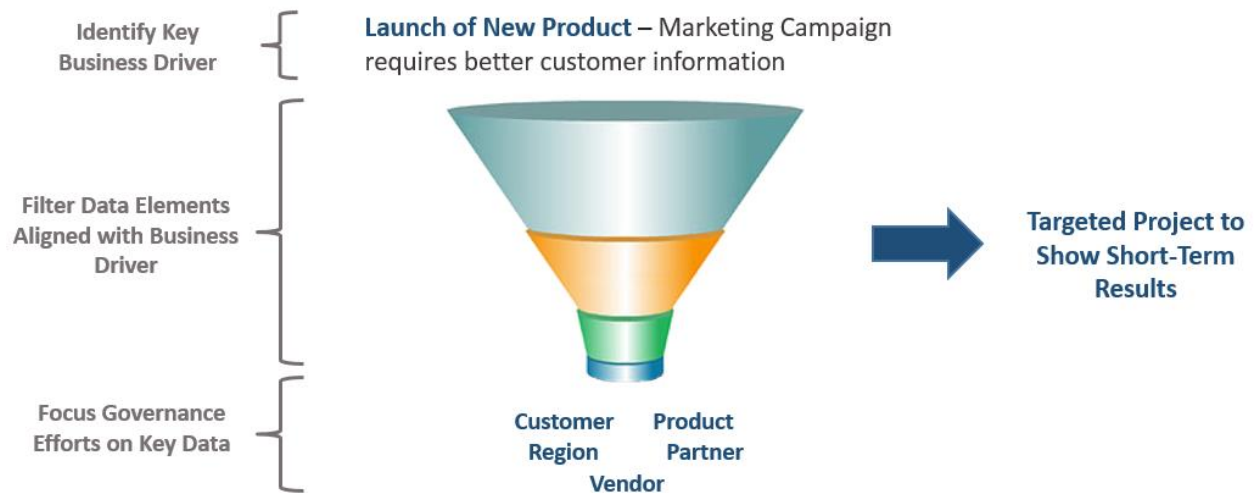 Identify Key
Business Driver
Launch of New Product – Marketing Campaign
requires better customer information
Filter Data Elements
Aligned with Business
Driver
Targeted Project to
Show Short-Term
Results
Focus Governance
Efforts on Key Data
Customer Product
Region Partner
Vendor